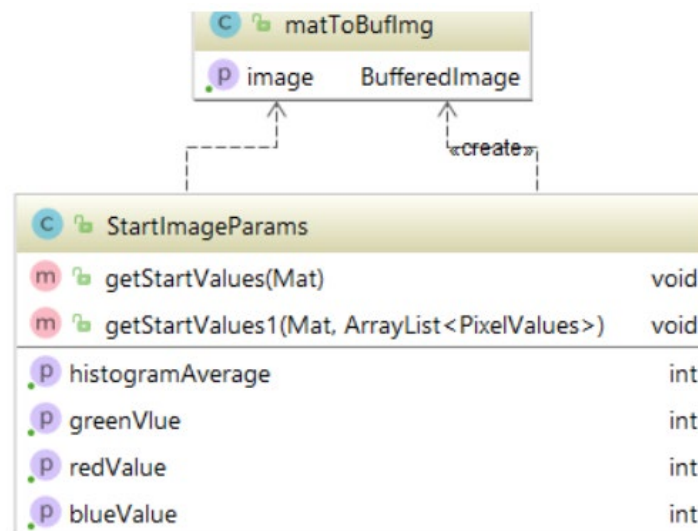 C matToBufImg
p image BufferedImage
«create»
C StartImageParams
m getStartValues(Mat) void
m getStartValues1(Mat, ArrayList<PixelValues>) void
p histogramAverage int
p greenVlue int
p redValue int
p blueValue int